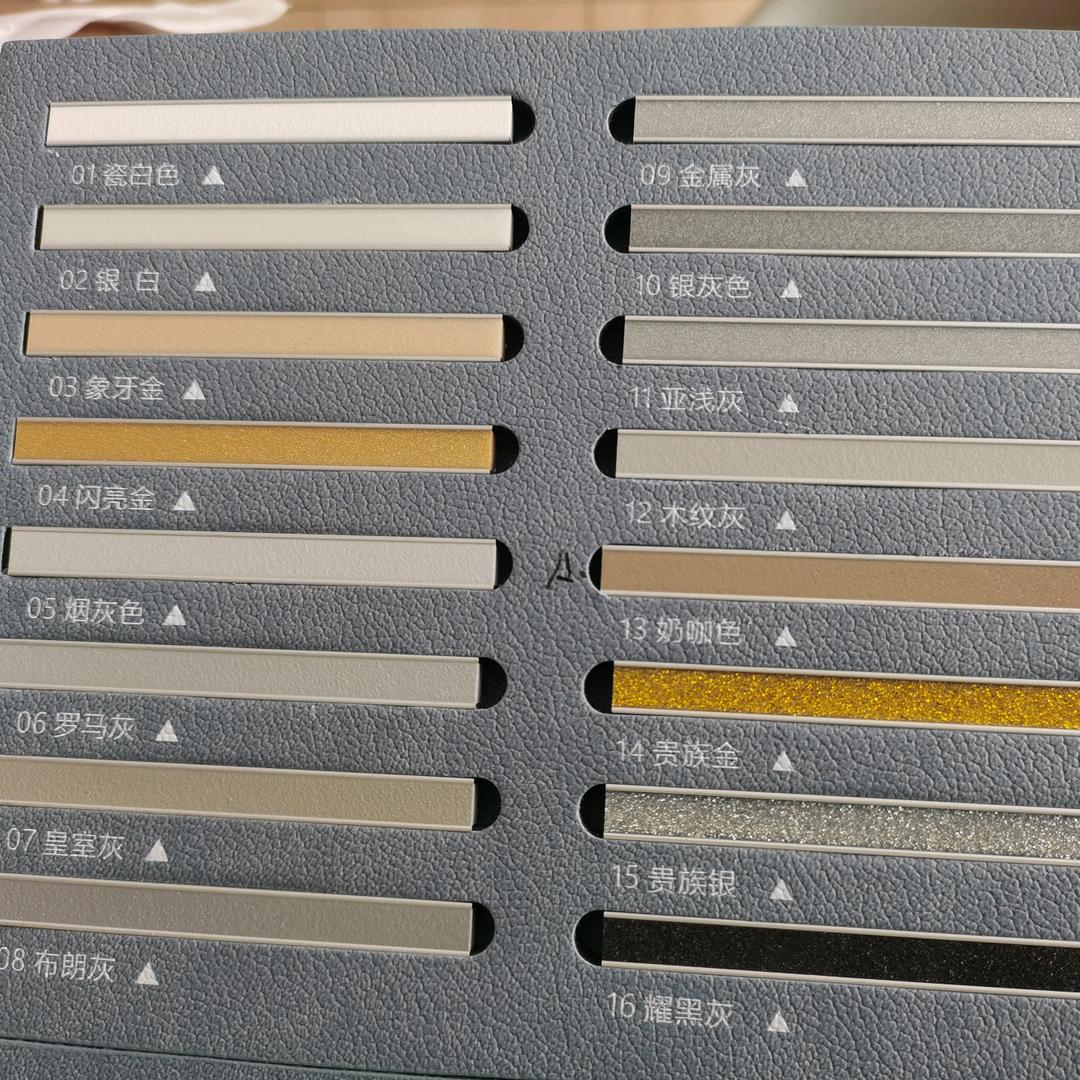 01 瓷白色
02 银 白
03 象牙金
04 闪亮金
05 烟灰色
06 罗马灰
07 皇室灰
08 布朗灰
09 金属灰
10 银灰色
11 亚浅灰
12 木纹灰
A.
13 奶咖色
14 贵族金
15 贵族银
16 耀黑灰